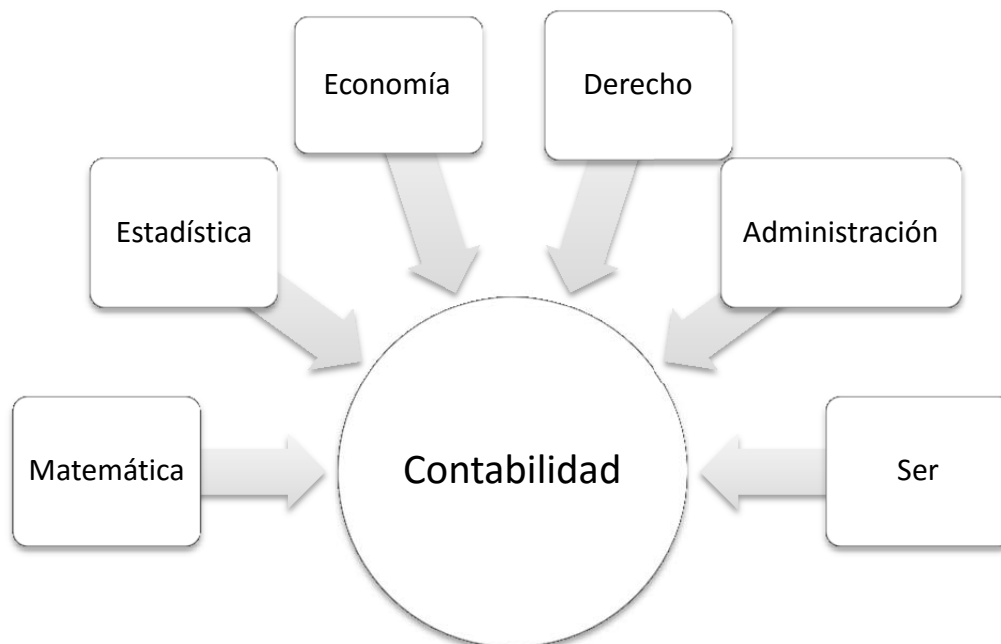 Economía
Derecho
Estadística
Administración
Matemática
Contabilidad
Ser